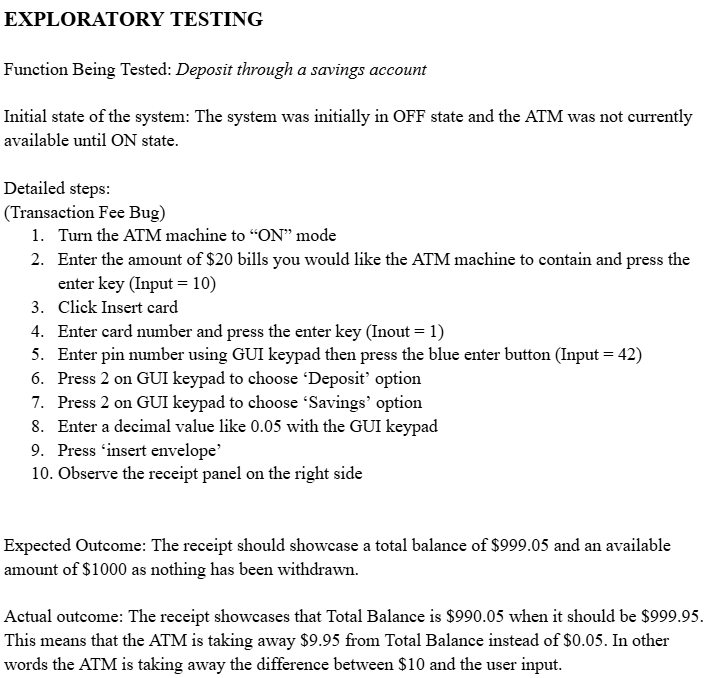 EXPLORATORY TESTING
Function Being Tested: Deposit through a savings account
Initial state of the system: The system was initially in OFF state and the ATM was not currently
available until ON state.
Detailed steps:
(Transaction Fee Bug)
1. Turn the ATM machine to “ON” mode
2. Enter the amount of $20 bills you would like the ATM machine to contain and press the
enter key (Input = 10)
3. Click Insert card
4. Enter card number and press the enter key (Inout = 1)
5. Enter pin number using GUI keypad then press the blue enter button (Input = 42)
6. Press 2 on GUI keypad to choose ‘Deposit’ option
7. Press 2 on GUI keypad to choose ‘Savings’ option
8. Enter a decimal value like 0.05 with the GUI keypad
9. Press ‘insert envelope’
10. Observe the receipt panel on the right side
Expected Outcome: The receipt should showcase a total balance of $999.05 and an available
amount of $1000 as nothing has been withdrawn.
Actual outcome: The receipt showcases that Total Balance is $990.05 when it should be $999.95.
This means that the ATM is taking away $9.95 from Total Balance instead of $0.05. In other
words the ATM is taking away the difference between $10 and the user input.